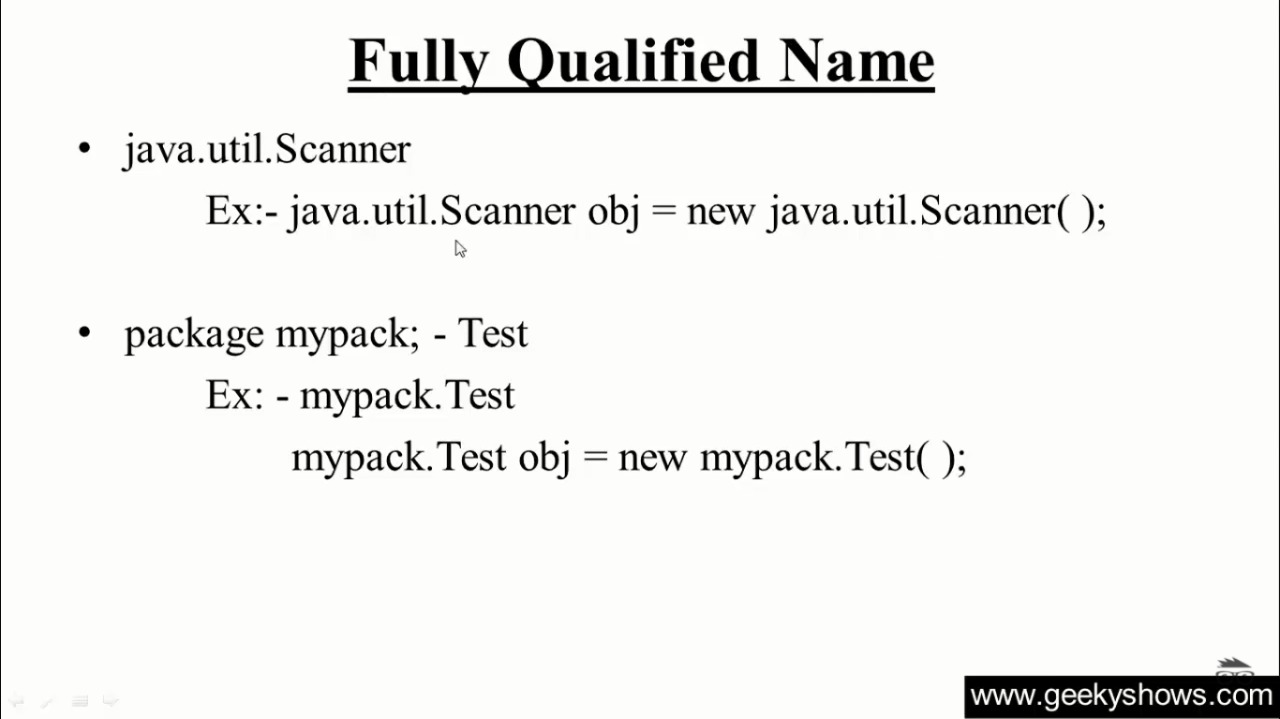 Fully Qualified Name
• java.util.Scanner
Ex:- java.util.Scanner obj = new java.util.Scanner( );
• package mypack; - Test
Ex: - mypack.Test
mypack.Test obj = new mypack.Test( );
www.geekyshows.com